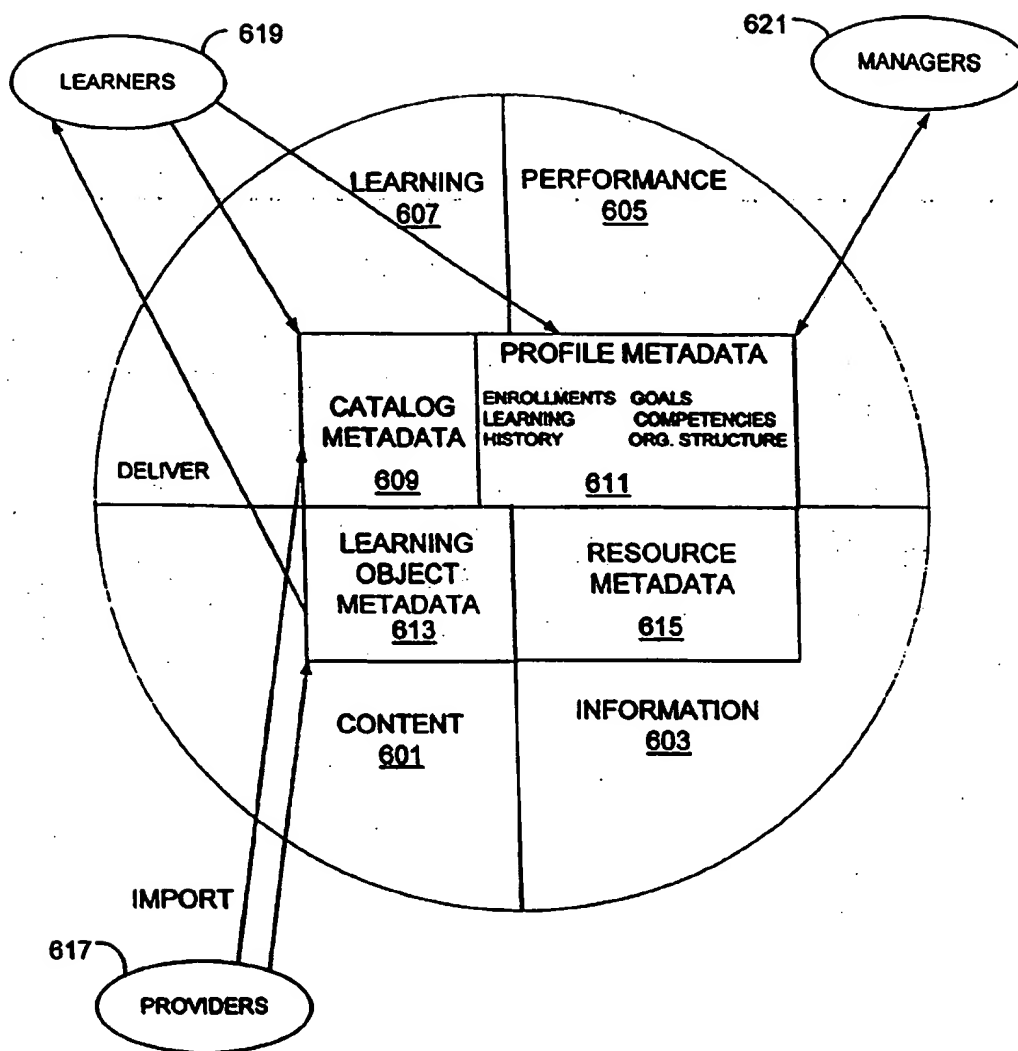 619
LEARNERS
621
MANAGERS
LEARNING
607
PERFORMANCE
605
CATALOG
METADATA
609
PROFILE METADATA
ENROLLMENTS GOALS
LEARNING COMPETENCIES
HISTORY ORG. STRUCTURE
611
DELIVER
LEARNING
OBJECT
METADATA
613
RESOURCE
METADATA
615
CONTENT
601
INFORMATION
603
IMPORT
617
PROVIDERS